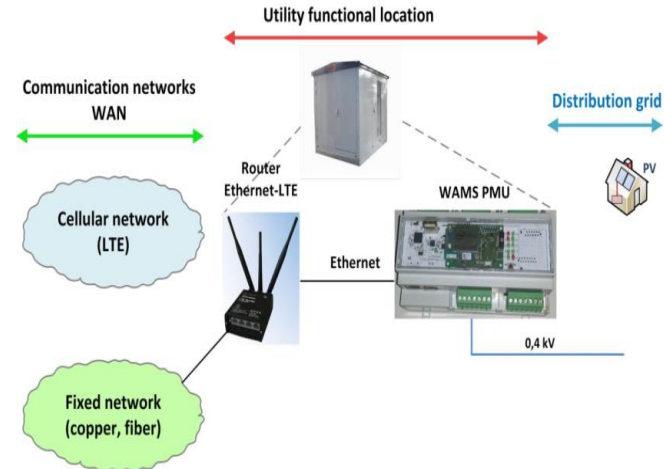 Utility functional location
Communication networks
WAN
Distribution grid
Router
Ethernet-LTE
WAMS PMU
PV
Cellular network
(LTE)
Ethernet
0,4 kV
Fixed network
(copper, fiber)